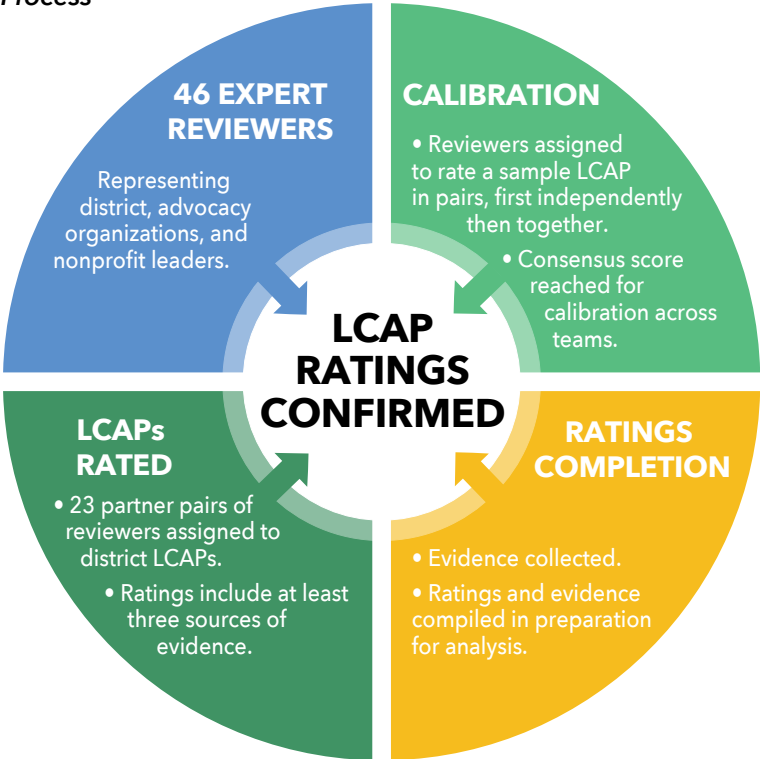 Process
46 EXPERT
REVIEWERS
Representing
district, advocacy
organizations, and
nonprofit leaders.
CALIBRATION
• Reviewers assigned
to rate a sample LCAP
in pairs, first independently
then together.
• Consensus score
reached for
calibration across
teams.
LCAP
RATINGS
CONFIRMED
LCAPs
RATED
• 23 partner pairs of
reviewers assigned to
district LCAPs.
• Ratings include at least
three sources of
evidence.
RATINGS
COMPLETION
• Evidence collected.
• Ratings and evidence
compiled in preparation
for analysis.